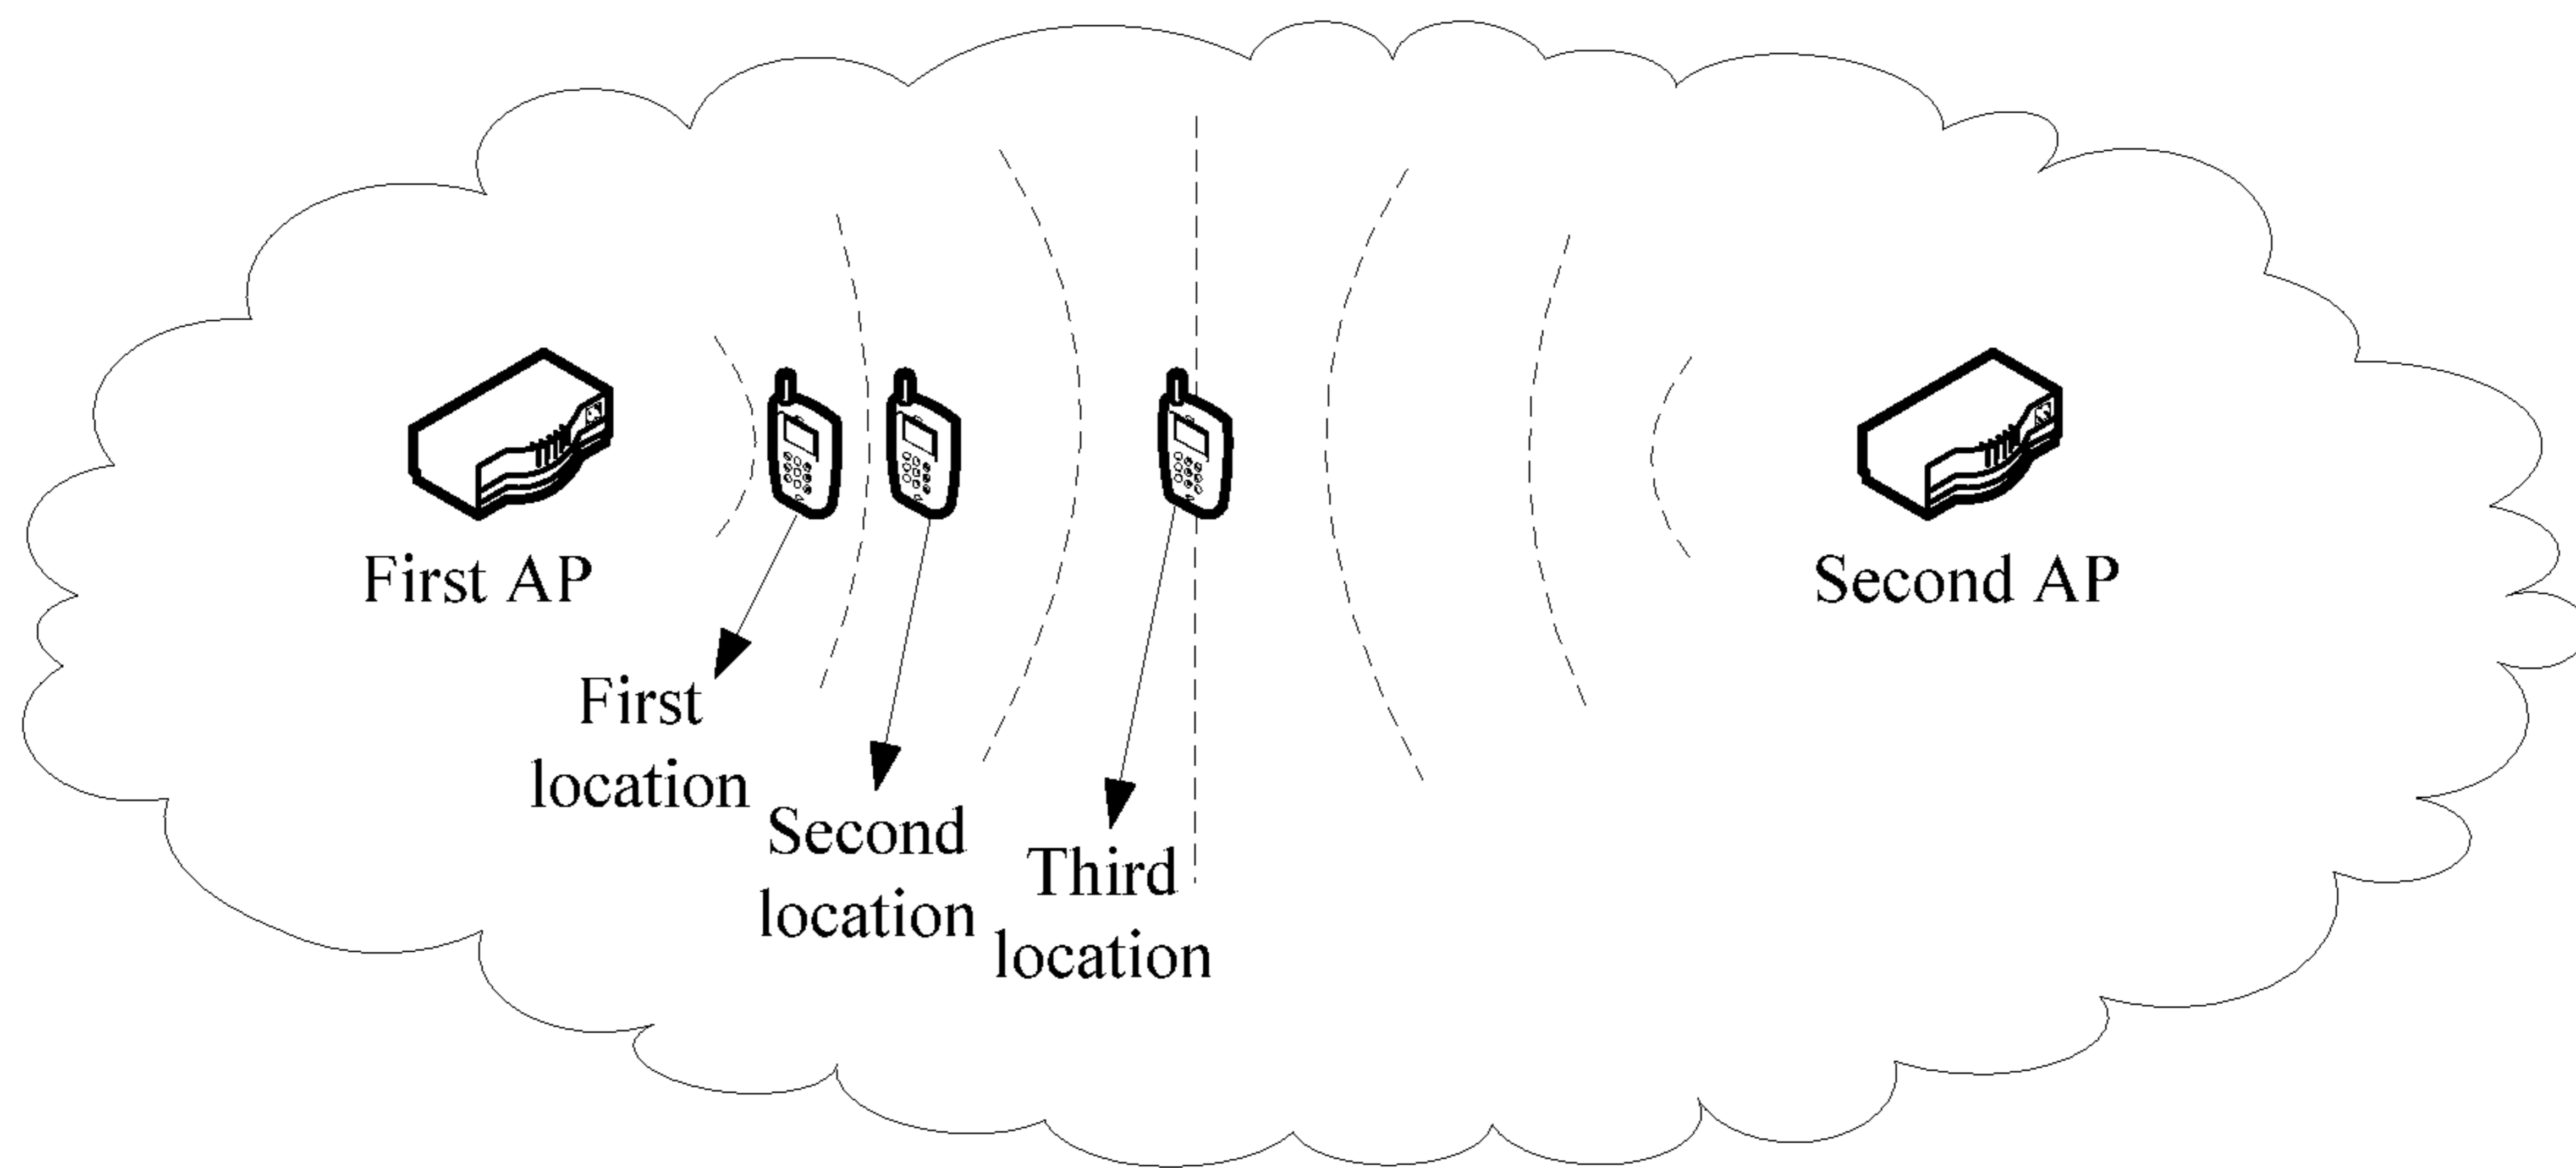 First AP
Second AP
First
location
Second
location
Third
location